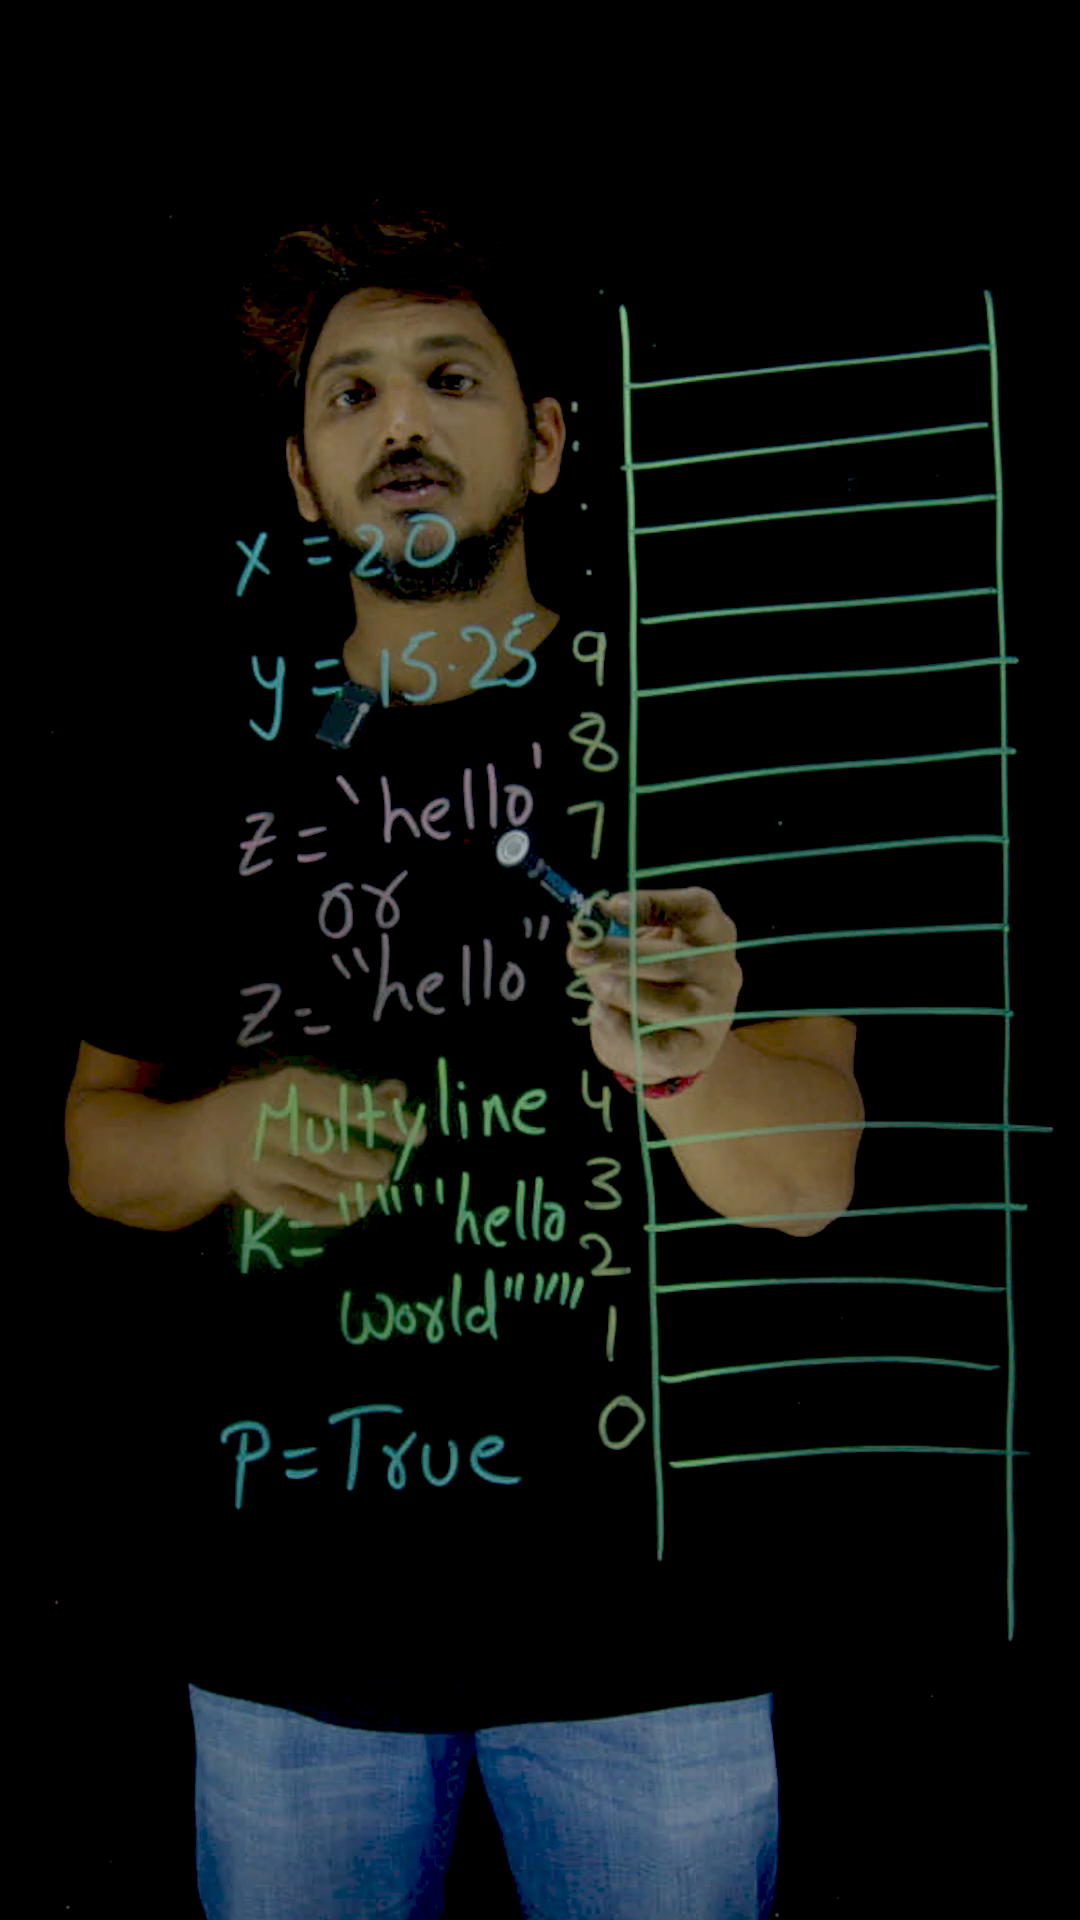 x = 20
y = 15.25
z = 'hello'
or
z = "hello"
Multyline
K = """hello
world"""
P = True
9
8
7
6
5
4
3
2
1
0